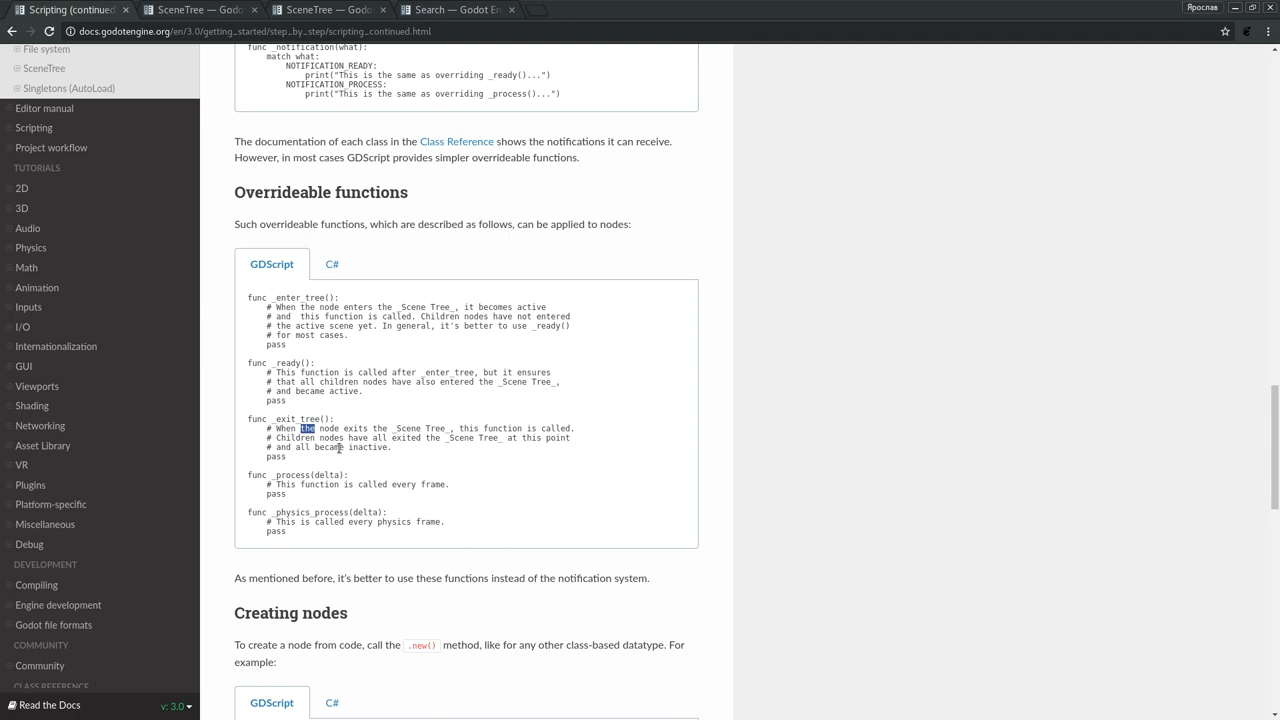 Scripting (continued
SceneTree — Godot
SceneTree — Godot
Search — Godot En
Ярослав
docs.godotengine.org/en/3.0/getting_started/step_by_step/scripting_continued.html
File system
SceneTree
Singletons (AutoLoad)
Editor manual
Scripting
Project workflow
TUTORIALS
2D
3D
Audio
Physics
Math
Animation
Inputs
I/O
Internationalization
GUI
Viewports
Shading
Networking
Asset Library
VR
Plugins
Platform-specific
Miscellaneous
Debug
DEVELOPMENT
Compiling
Engine development
Godot file formats
COMMUNITY
Community
CLASS REFERENCE
Read the Docs
v: 3.0
func _notification(what):
match what:
NOTIFICATION_READY:
print("This is the same as overriding _ready()...")
NOTIFICATION_PROCESS:
print("This is the same as overriding _process()...")
The documentation of each class in the Class Reference shows the notifications it can receive.
However, in most cases GDScript provides simpler overrideable functions.
Overrideable functions
Such overrideable functions, which are described as follows, can be applied to nodes:
GDScript
C#
func _enter_tree():
# When the node enters the _Scene Tree_, it becomes active
# and  this function is called. Children nodes have not entered
# the active scene yet. In general, it's better to use _ready()
# for most cases.
pass
func _ready():
# This function is called after _enter_tree, but it ensures
# that all children nodes have also entered the _Scene Tree_,
# and became active.
pass
func _exit_tree():
# When the node exits the _Scene Tree_, this function is called.
# Children nodes have all exited the _Scene Tree_ at this point
# and all became inactive.
pass
func _process(delta):
# This function is called every frame.
pass
func _physics_process(delta):
# This is called every physics frame.
pass
As mentioned before, it's better to use these functions instead of the notification system.
Creating nodes
To create a node from code, call the .new() method, like for any other class-based datatype. For
example:
GDScript
C#